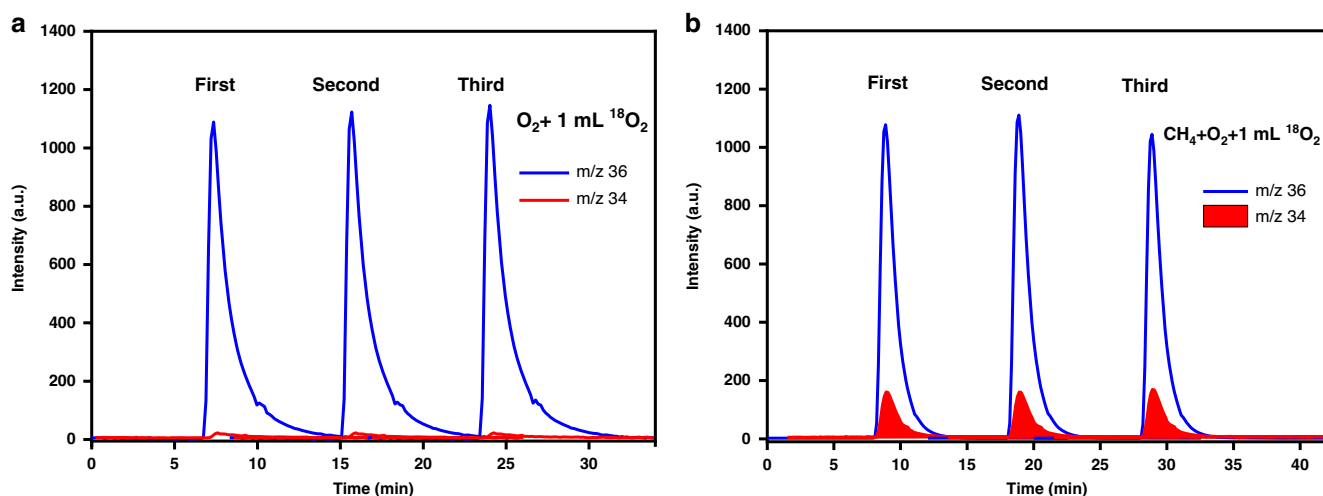 a
1400
1200
1000
800
600
400
200
0
Intensity (a.u.)
First Second Third
O₂+ 1 mL ¹⁸O₂
m/z 36
m/z 34
0 5 10 15 20 25 30
Time (min)
b
1400
1200
1000
800
600
400
200
0
Intensity (a.u.)
First Second Third
CH₄+O₂+1 mL ¹⁸O₂
m/z 36
m/z 34
0 5 10 15 20 25 30 35 40
Time (min)